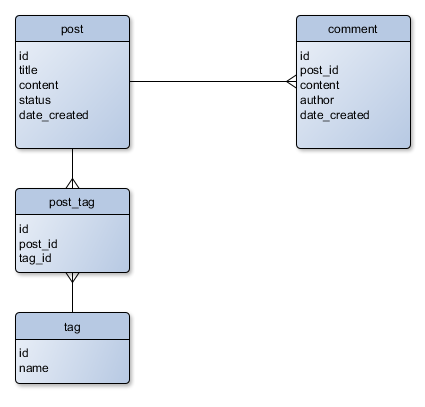 post
id
title
content
status
date_created
comment
id
post_id
content
author
date_created
post_tag
id
post_id
tag_id
tag
id
name